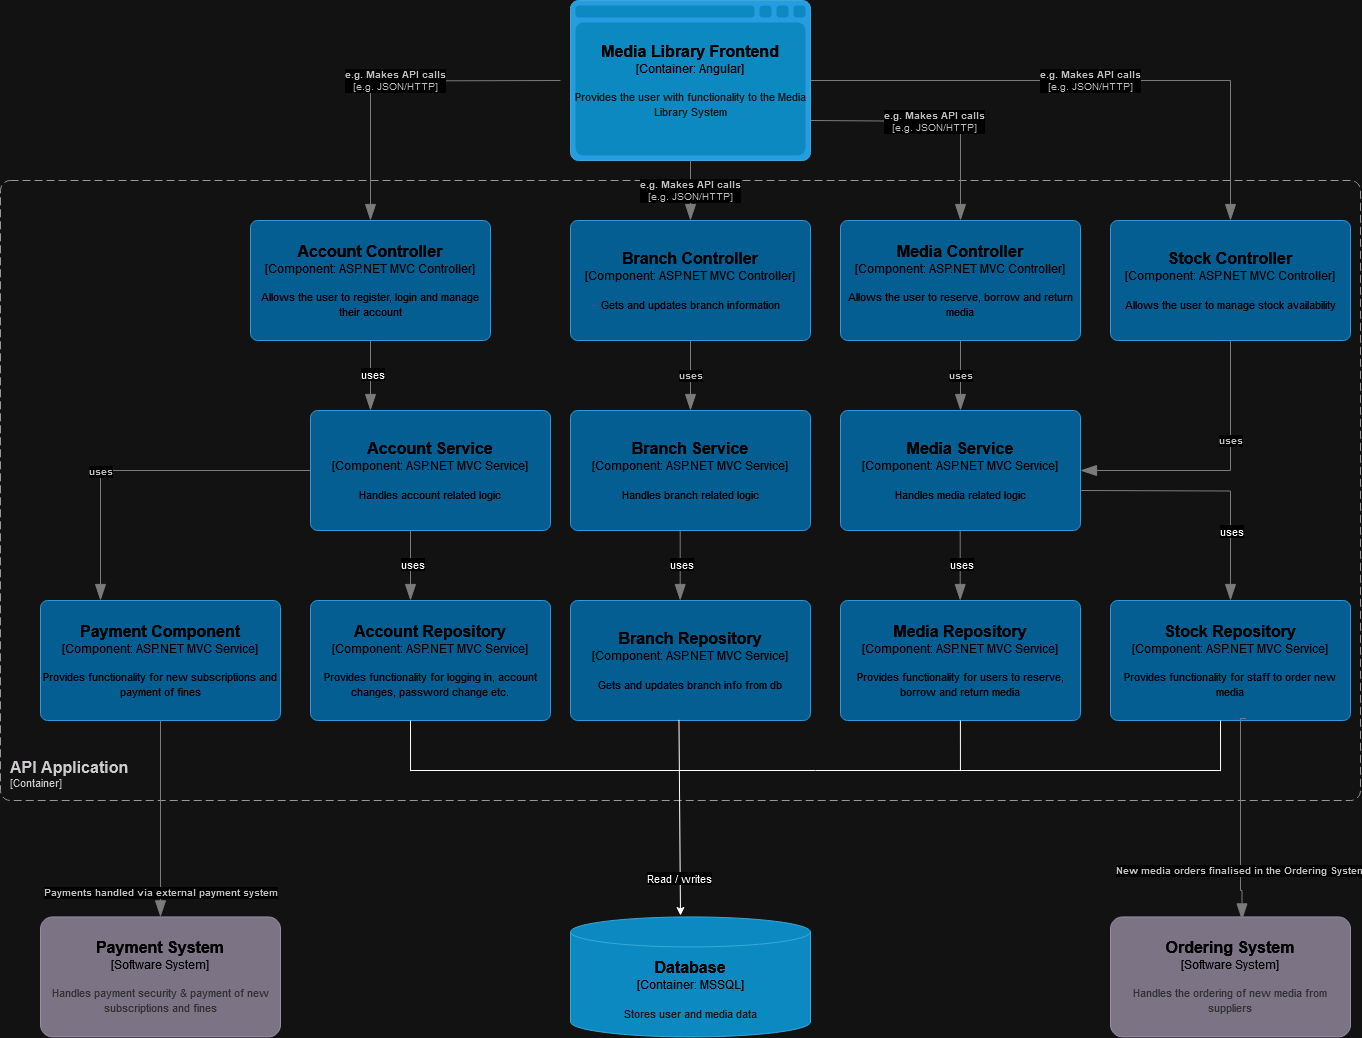 Media Library Frontend
[Container: Angular]
Provides the user with functionality to the Media
Library System
e.g. Makes API calls
[e.g. JSON/HTTP]
e.g. Makes API calls
[e.g. JSON/HTTP]
e.g. Makes API calls
[e.g. JSON/HTTP]
e.g. Makes API calls
[e.g. JSON/HTTP]
Account Controller
[Component: ASP.NET MVC Controller]
Allows the user to register, login and manage
their account
Branch Controller
[Component: ASP.NET MVC Controller]
Gets and updates branch information
Media Controller
[Component: ASP.NET MVC Controller]
Allows the user to reserve, borrow and return
media
Stock Controller
[Component: ASP.NET MVC Controller]
Allows the user to manage stock availability
uses
uses
uses
uses
Account Service
[Component: ASP.NET MVC Service]
Handles account related logic
Branch Service
[Component: ASP.NET MVC Service]
Handles branch related logic
Media Service
[Component: ASP.NET MVC Service]
Handles media related logic
uses
uses
uses
uses
uses
Payment Component
[Component: ASP.NET MVC Service]
Provides functionality for new subscriptions and
payment of fines
Account Repository
[Component: ASP.NET MVC Service]
Provides functionality for logging in, account
changes, password change etc.
Branch Repository
[Component: ASP.NET MVC Service]
Gets and updates branch info from db
Media Repository
[Component: ASP.NET MVC Service]
Provides functionality for users to reserve,
borrow and return media
Stock Repository
[Component: ASP.NET MVC Service]
Provides functionality for staff to order new
media
API Application
[Container]
Payments handled via external payment system
Read / writes
New media orders finalised in the Ordering System
Payment System
[Software System]
Handles payment security & payment of new
subscriptions and fines
Database
[Container: MSSQL]
Stores user and media data
Ordering System
[Software System]
Handles the ordering of new media from
suppliers